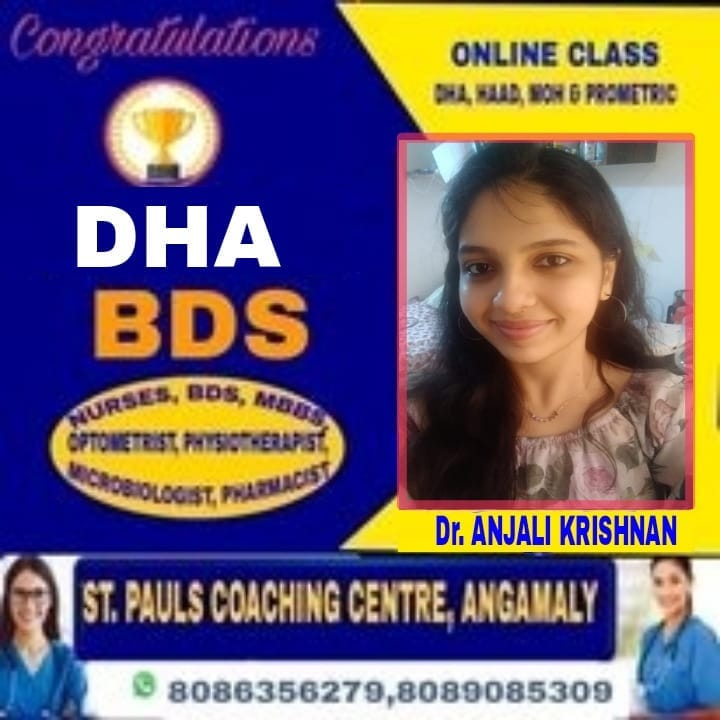 Congratulations
ONLINE CLASS
DHA, HAAD, MOH & PROMETRIC
DHA
BDS
NURSES, BDS, MBBS,
OPTOMETRIST, PHYSIOTHERAPIST,
MICROBIOLOGIST, PHARMACIST
Dr. ANJALI KRISHNAN
ST. PAULS COACHING CENTRE, ANGAMALY
8086356279,8089085309